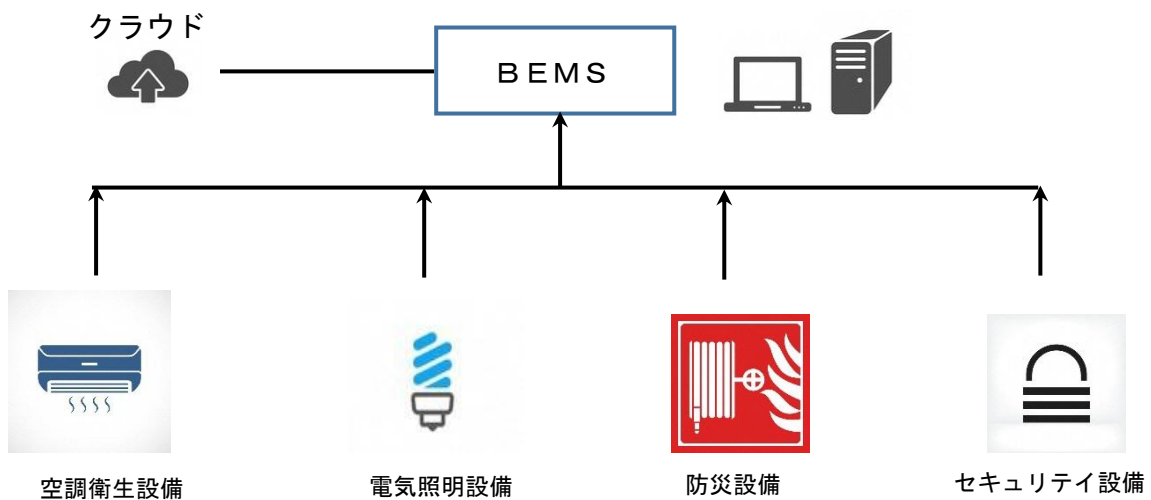 クラウド
ＢＥＭＳ
空調衛生設備
電気照明設備
防災設備
セキュリテイ設備